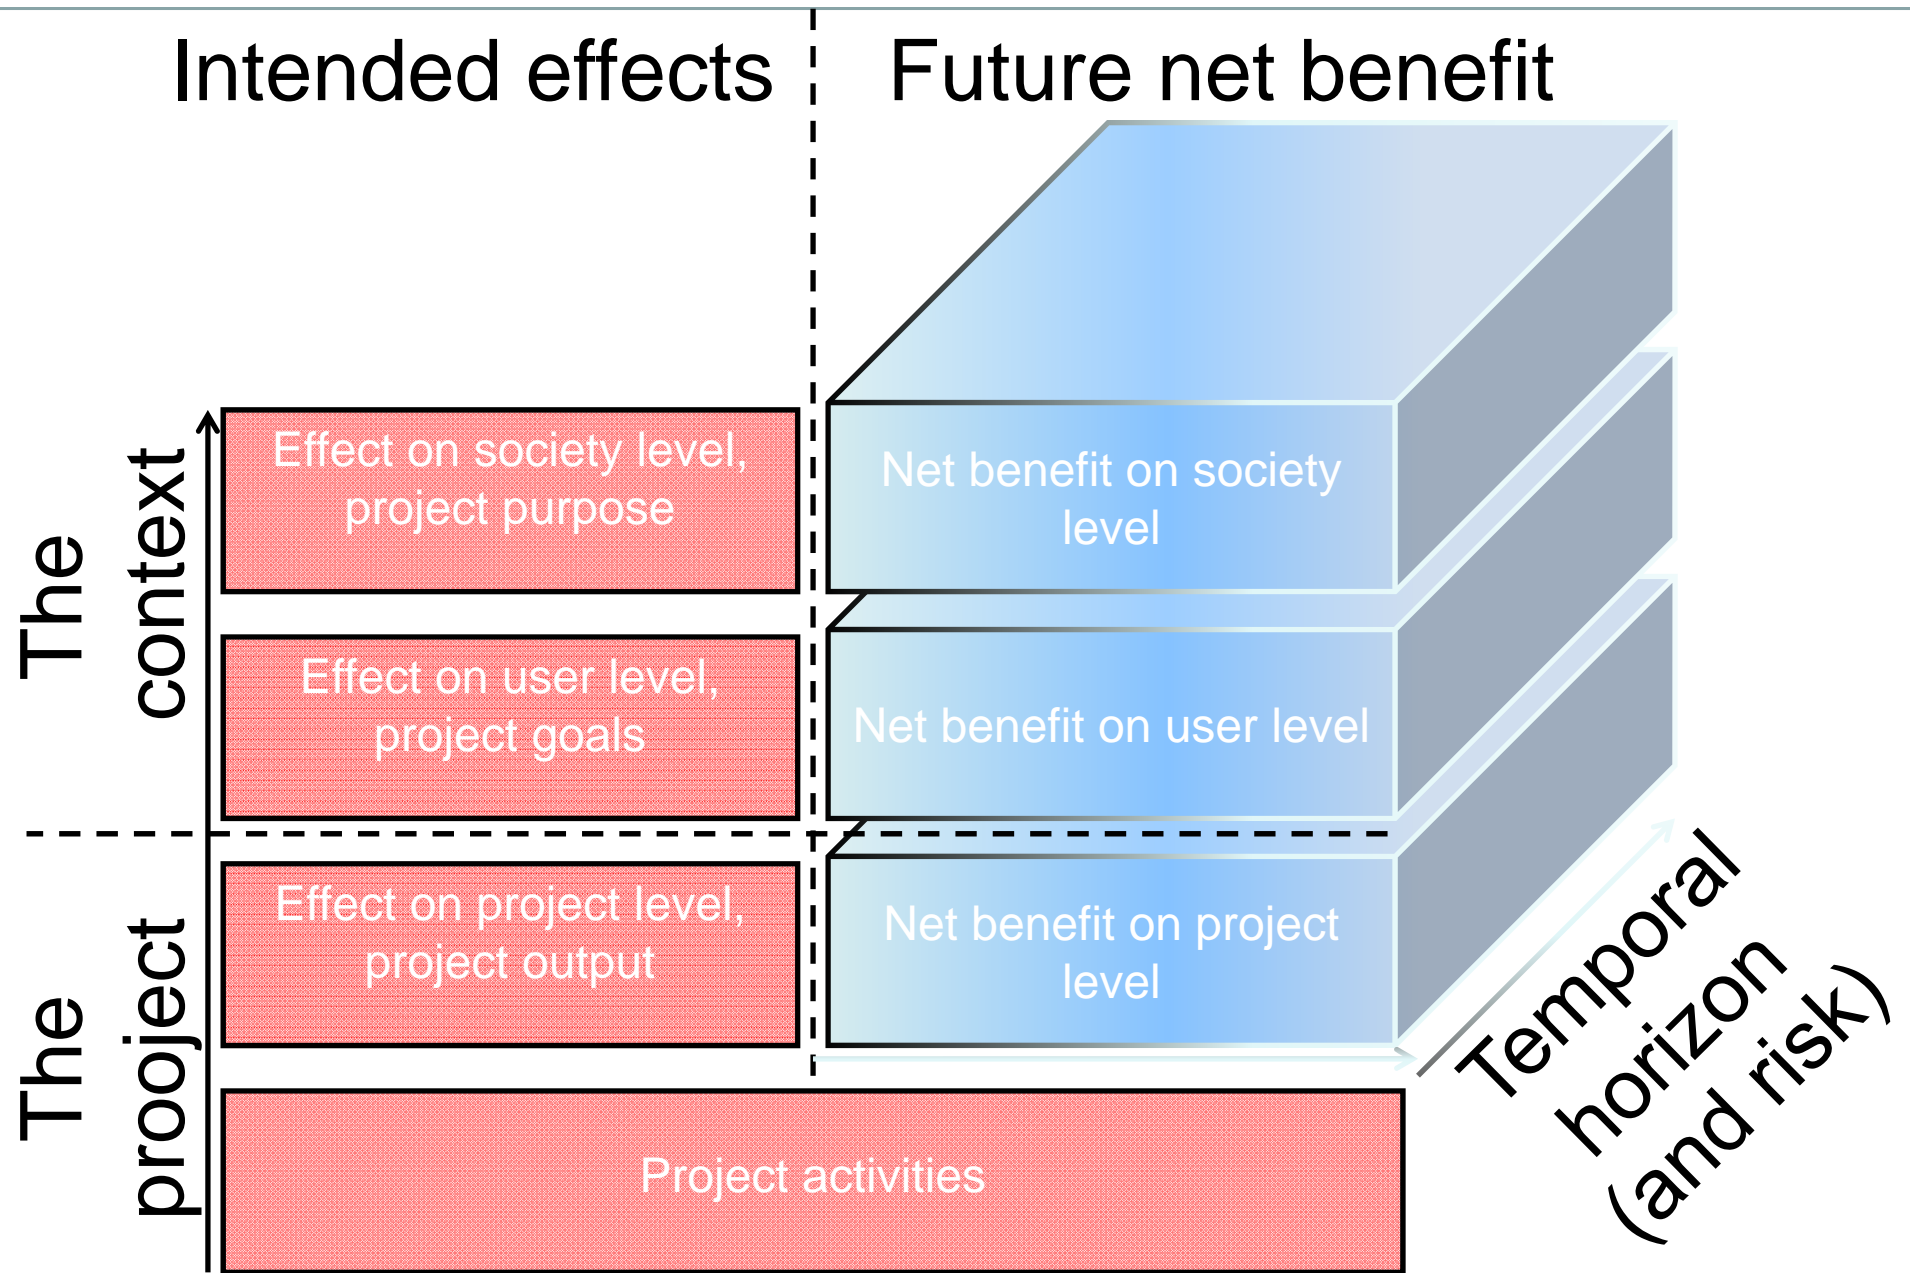 Intended effects
Future net benefit
The
context
Effect on society level,
project purpose
Net benefit on society
level
Effect on user level,
project goals
Net benefit on user level
The
prooject
Effect on project level,
project output
Net benefit on project
level
Project activities
Temporal
horizon
(and risk)